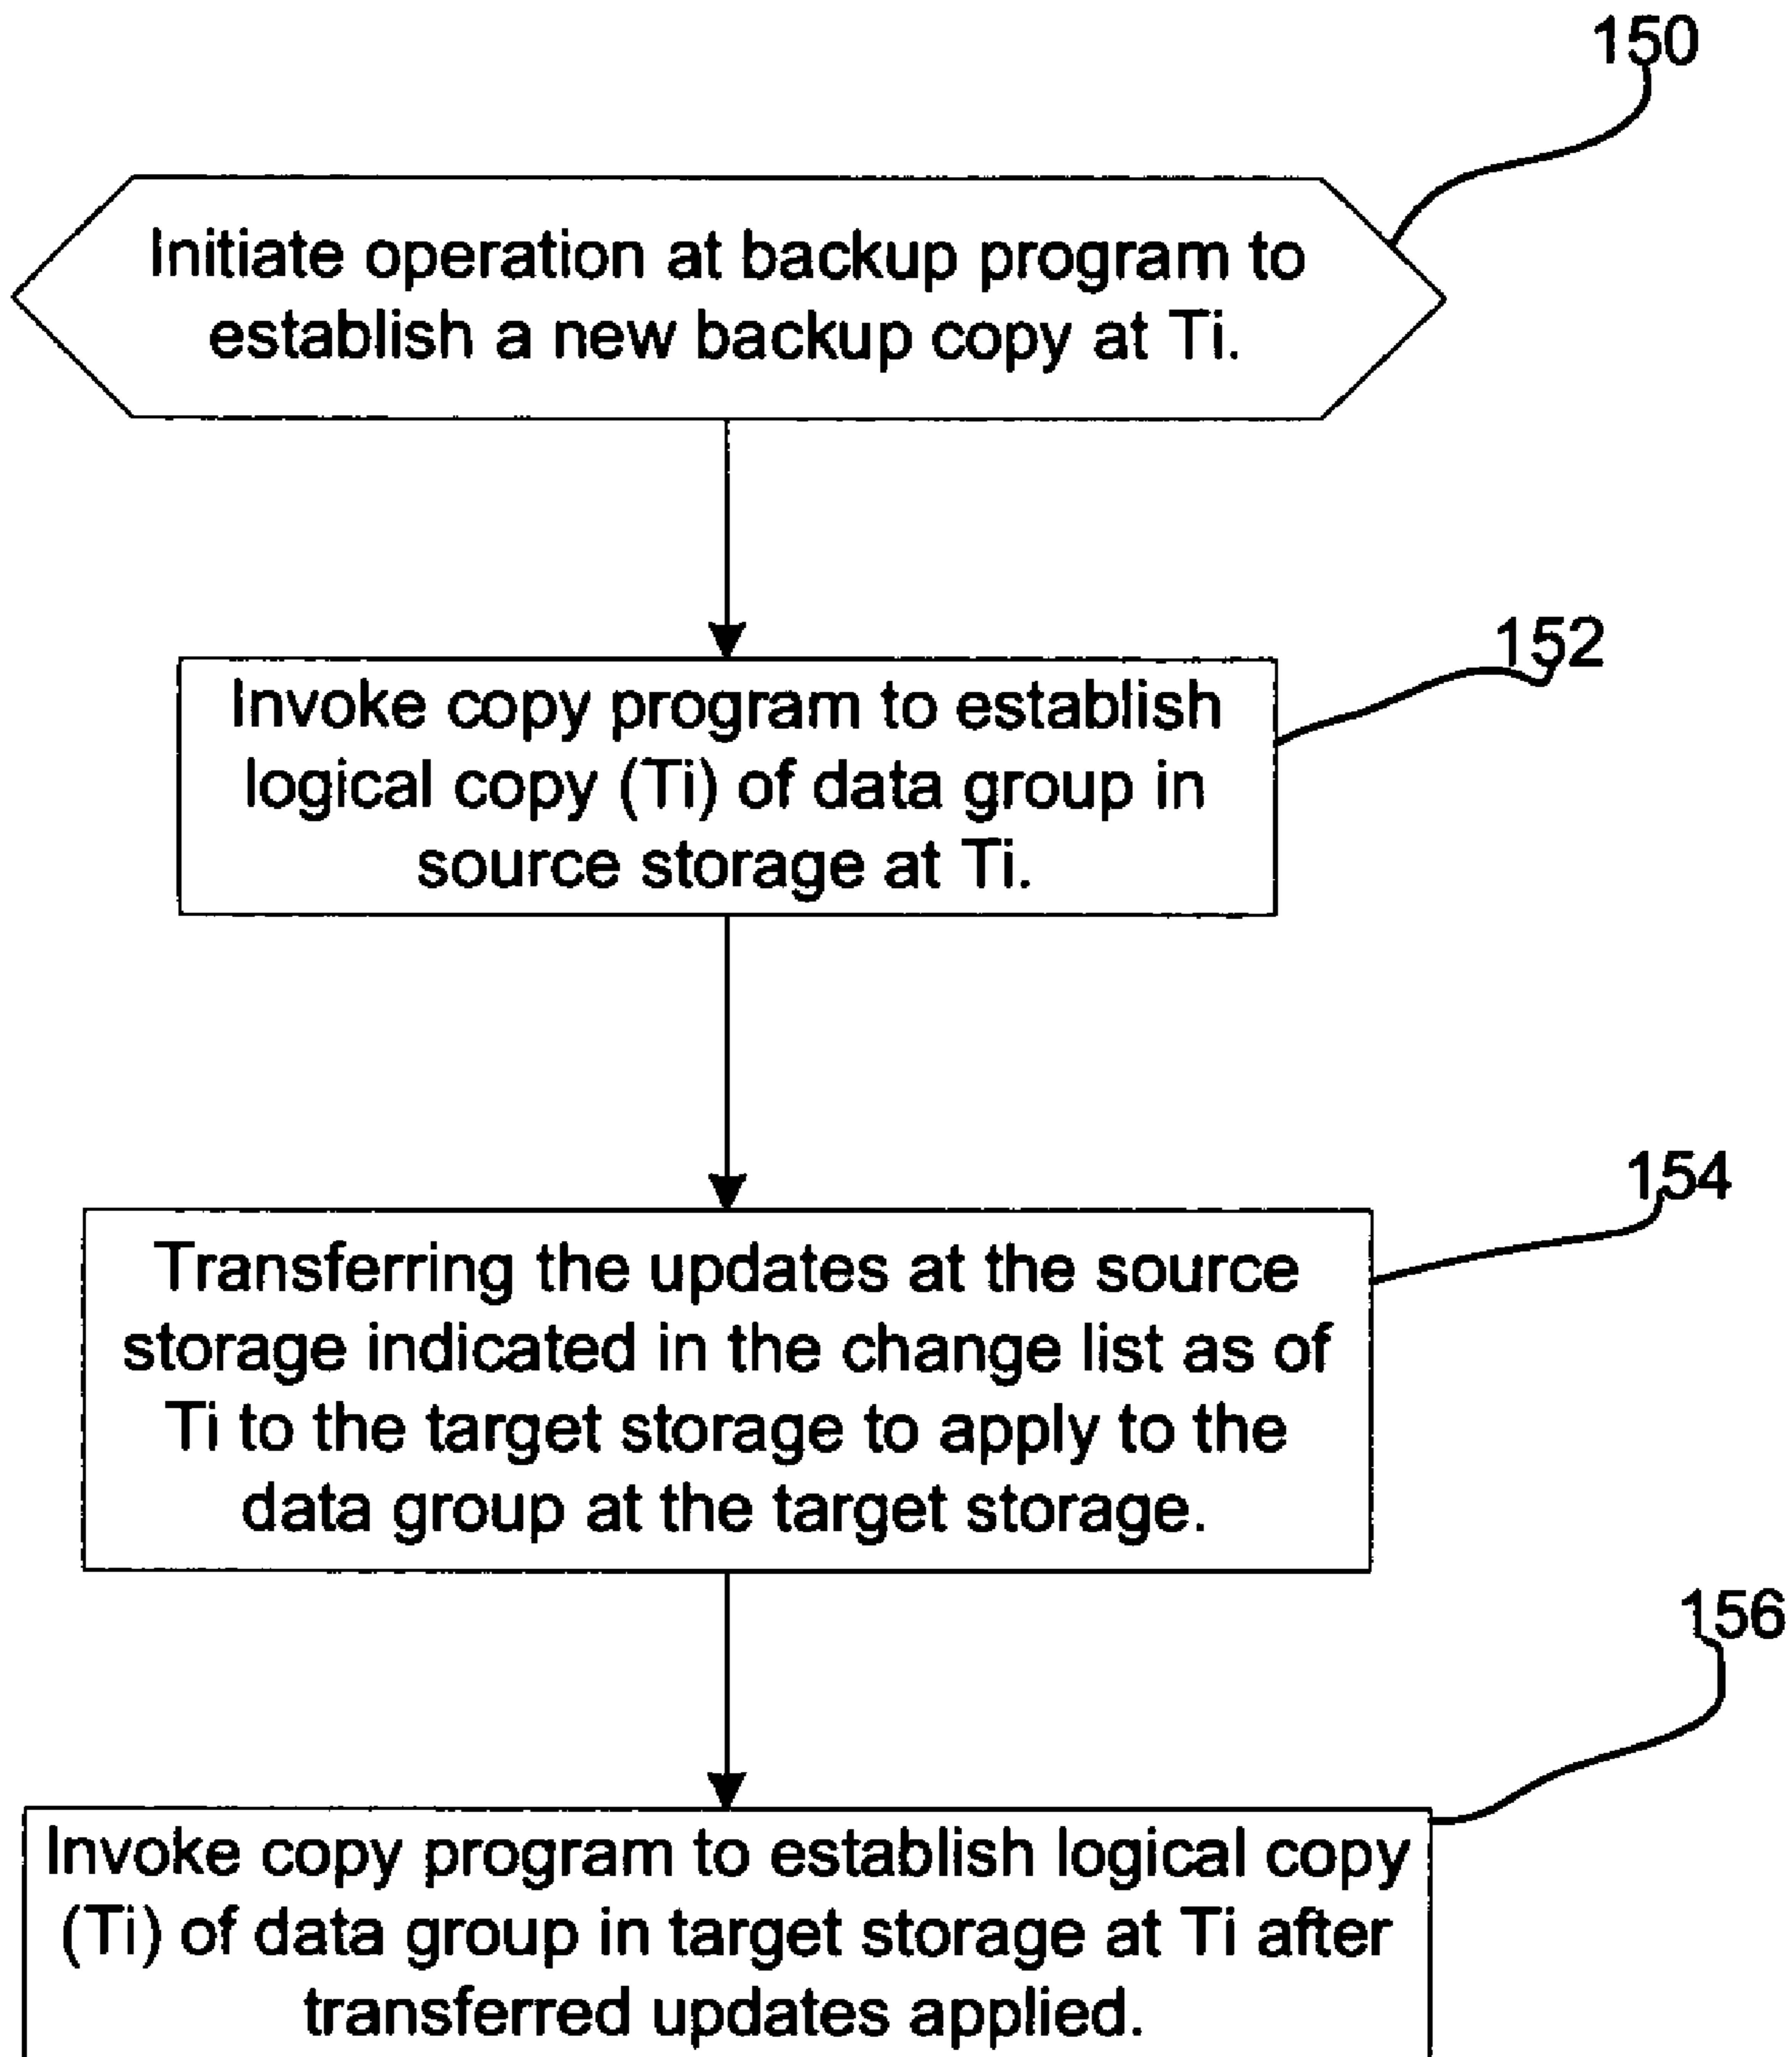 150
Initiate operation at backup program to
establish a new backup copy at Ti.
152
Invoke copy program to establish
logical copy (Ti) of data group in
source storage at Ti.
154
Transferring the updates at the source
storage indicated in the change list as of
Ti to the target storage to apply to the
data group at the target storage.
156
Invoke copy program to establish logical copy
(Ti) of data group in target storage at Ti after
transferred updates applied.